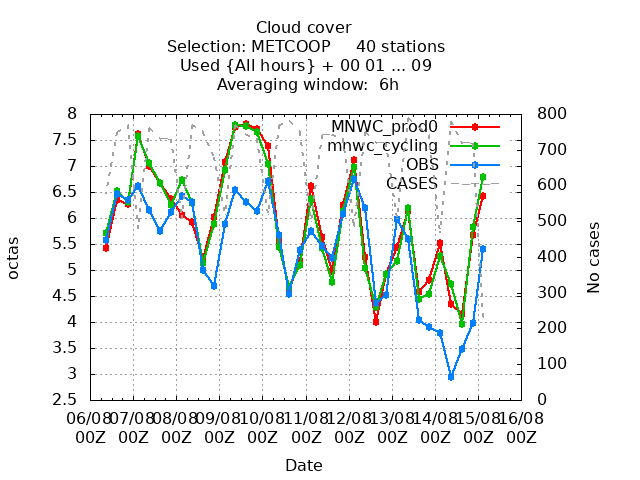 Cloud cover
Selection: METCOOP 40 stations
Used {All hours} + 00 01 ... 09
Averaging window: 6h
MNWC_prod0
mnwc_cycling
OBS
CASES
8
7.5
7
6.5
6
5.5
5
4.5
4
3.5
3
2.5
octas
800
700
600
500
400
300
200
100
0
No cases
06/08 07/08 08/08 09/08 10/08 11/08 12/08 13/08 14/08 15/08 16/08
00Z 00Z 00Z 00Z 00Z 00Z 00Z 00Z 00Z 00Z 00Z
Date